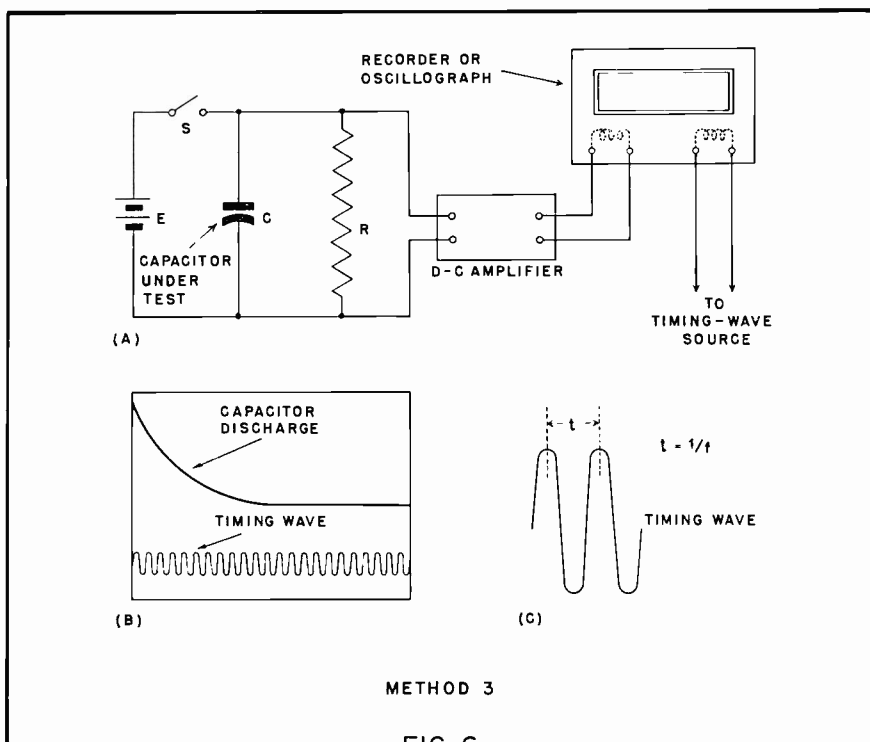 RECORDER OR
OSCILLOGRAPH
S
E
C
R
CAPACITOR
UNDER
TEST
D-C AMPLIFIER
TO
TIMING-WAVE
SOURCE
(A)
CAPACITOR
DISCHARGE
TIMING WAVE
(B)
t
t = 1/f
TIMING WAVE
(C)
METHOD 3